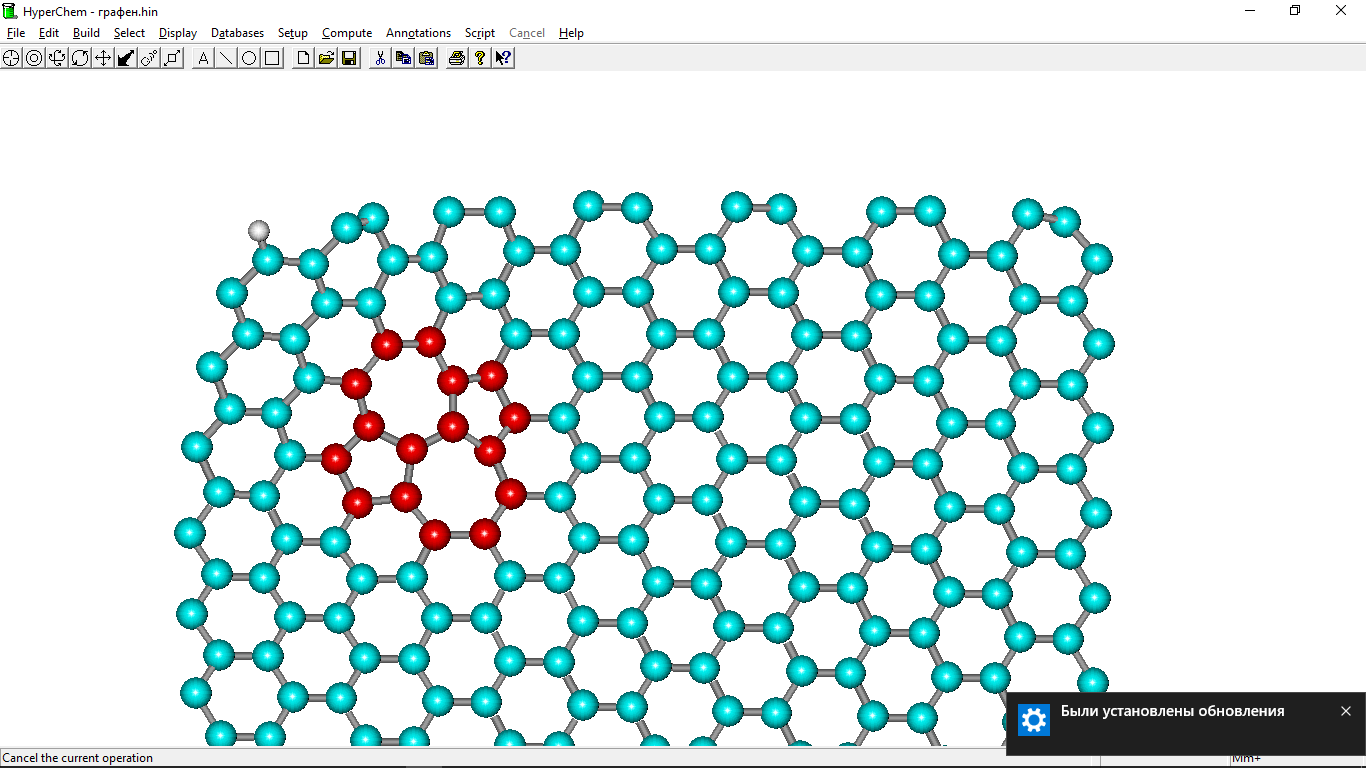 HyperChem - графен.hin
File Edit Build Select Display Databases Setup Compute Annotations Script Cancel Help
A
Были установлены обновления
Cancel the current operation
Mm+